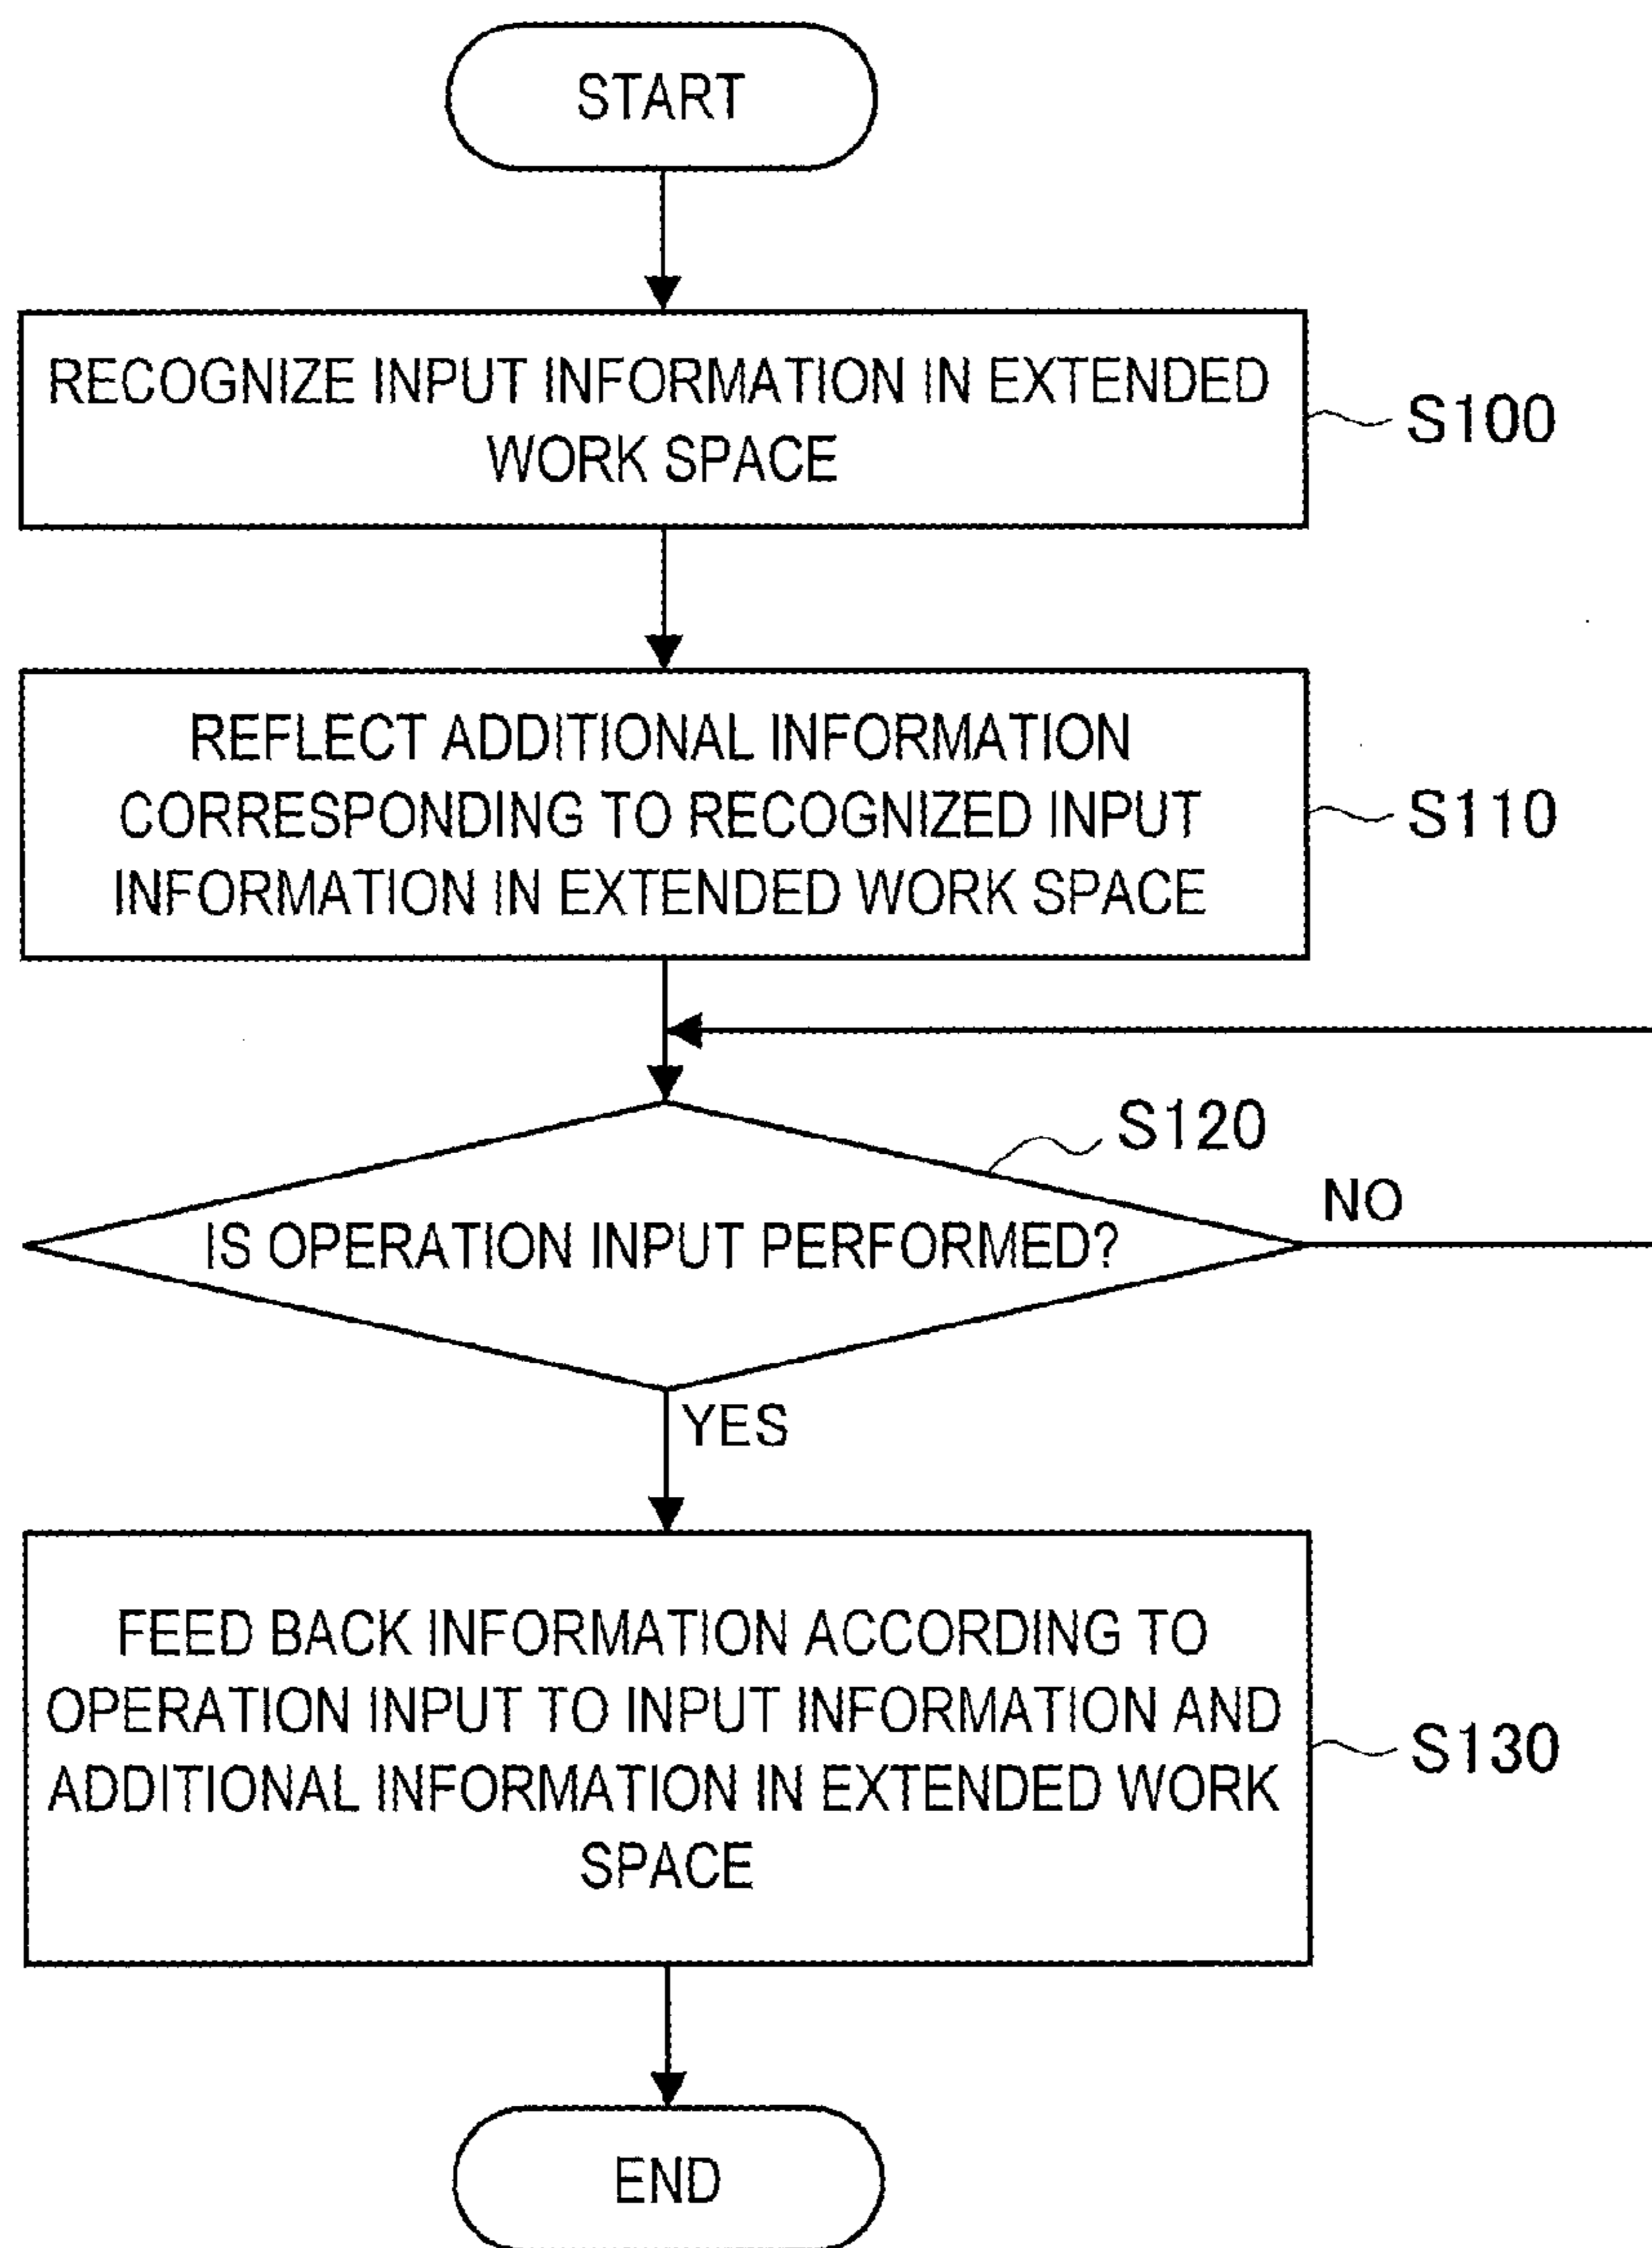 START
RECOGNIZE INPUT INFORMATION IN EXTENDED
WORK SPACE
S100
REFLECT ADDITIONAL INFORMATION
CORRESPONDING TO RECOGNIZED INPUT
INFORMATION IN EXTENDED WORK SPACE
S110
S120
IS OPERATION INPUT PERFORMED?
NO
YES
FEED BACK INFORMATION ACCORDING TO
OPERATION INPUT TO INPUT INFORMATION AND
ADDITIONAL INFORMATION IN EXTENDED WORK
SPACE
S130
END